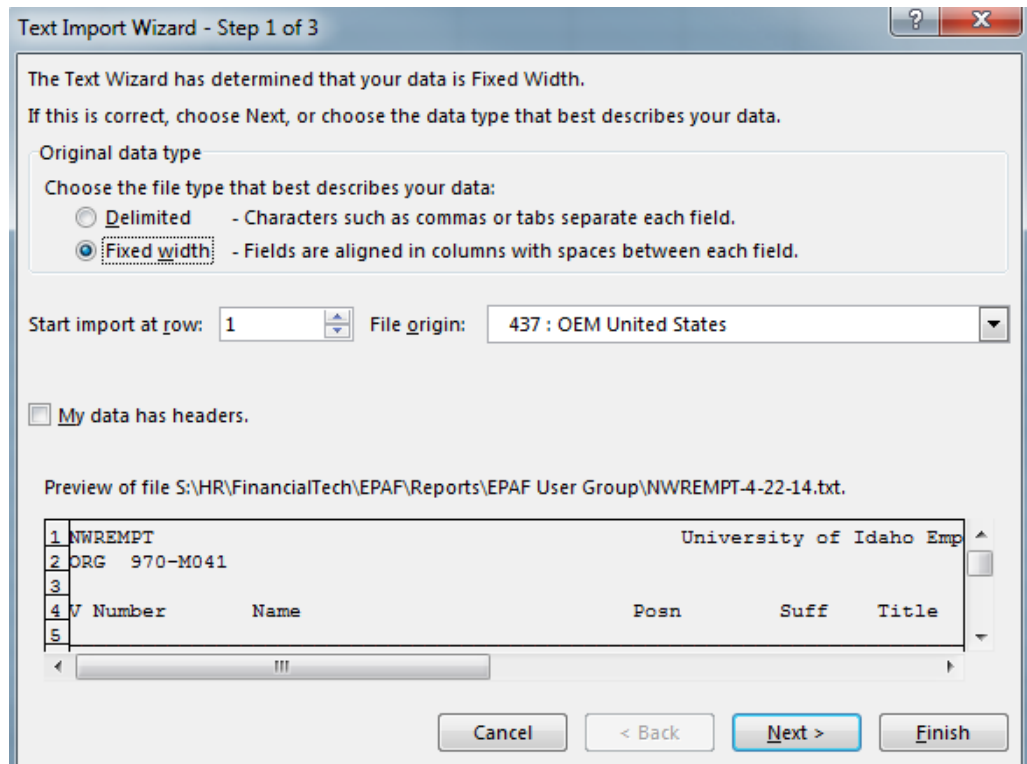 Text Import Wizard - Step 1 of 3
The Text Wizard has determined that your data is Fixed Width.
If this is correct, choose Next, or choose the data type that best describes your data.
Original data type
Choose the file type that best describes your data:
Delimited - Characters such as commas or tabs separate each field.
Fixed width - Fields are aligned in columns with spaces between each field.
Start import at row: 1 File origin: 437 : OEM United States
My data has headers.
Preview of file S:\HR\FinancialTech\EPAF\Reports\EPAF User Group\NWREMPT-4-22-14.txt.
1 NWREMPT University of Idaho Emp
2 ORG 970-M041
3
4 V Number Name Posn Suff Title
5
Cancel < Back Next > Finish